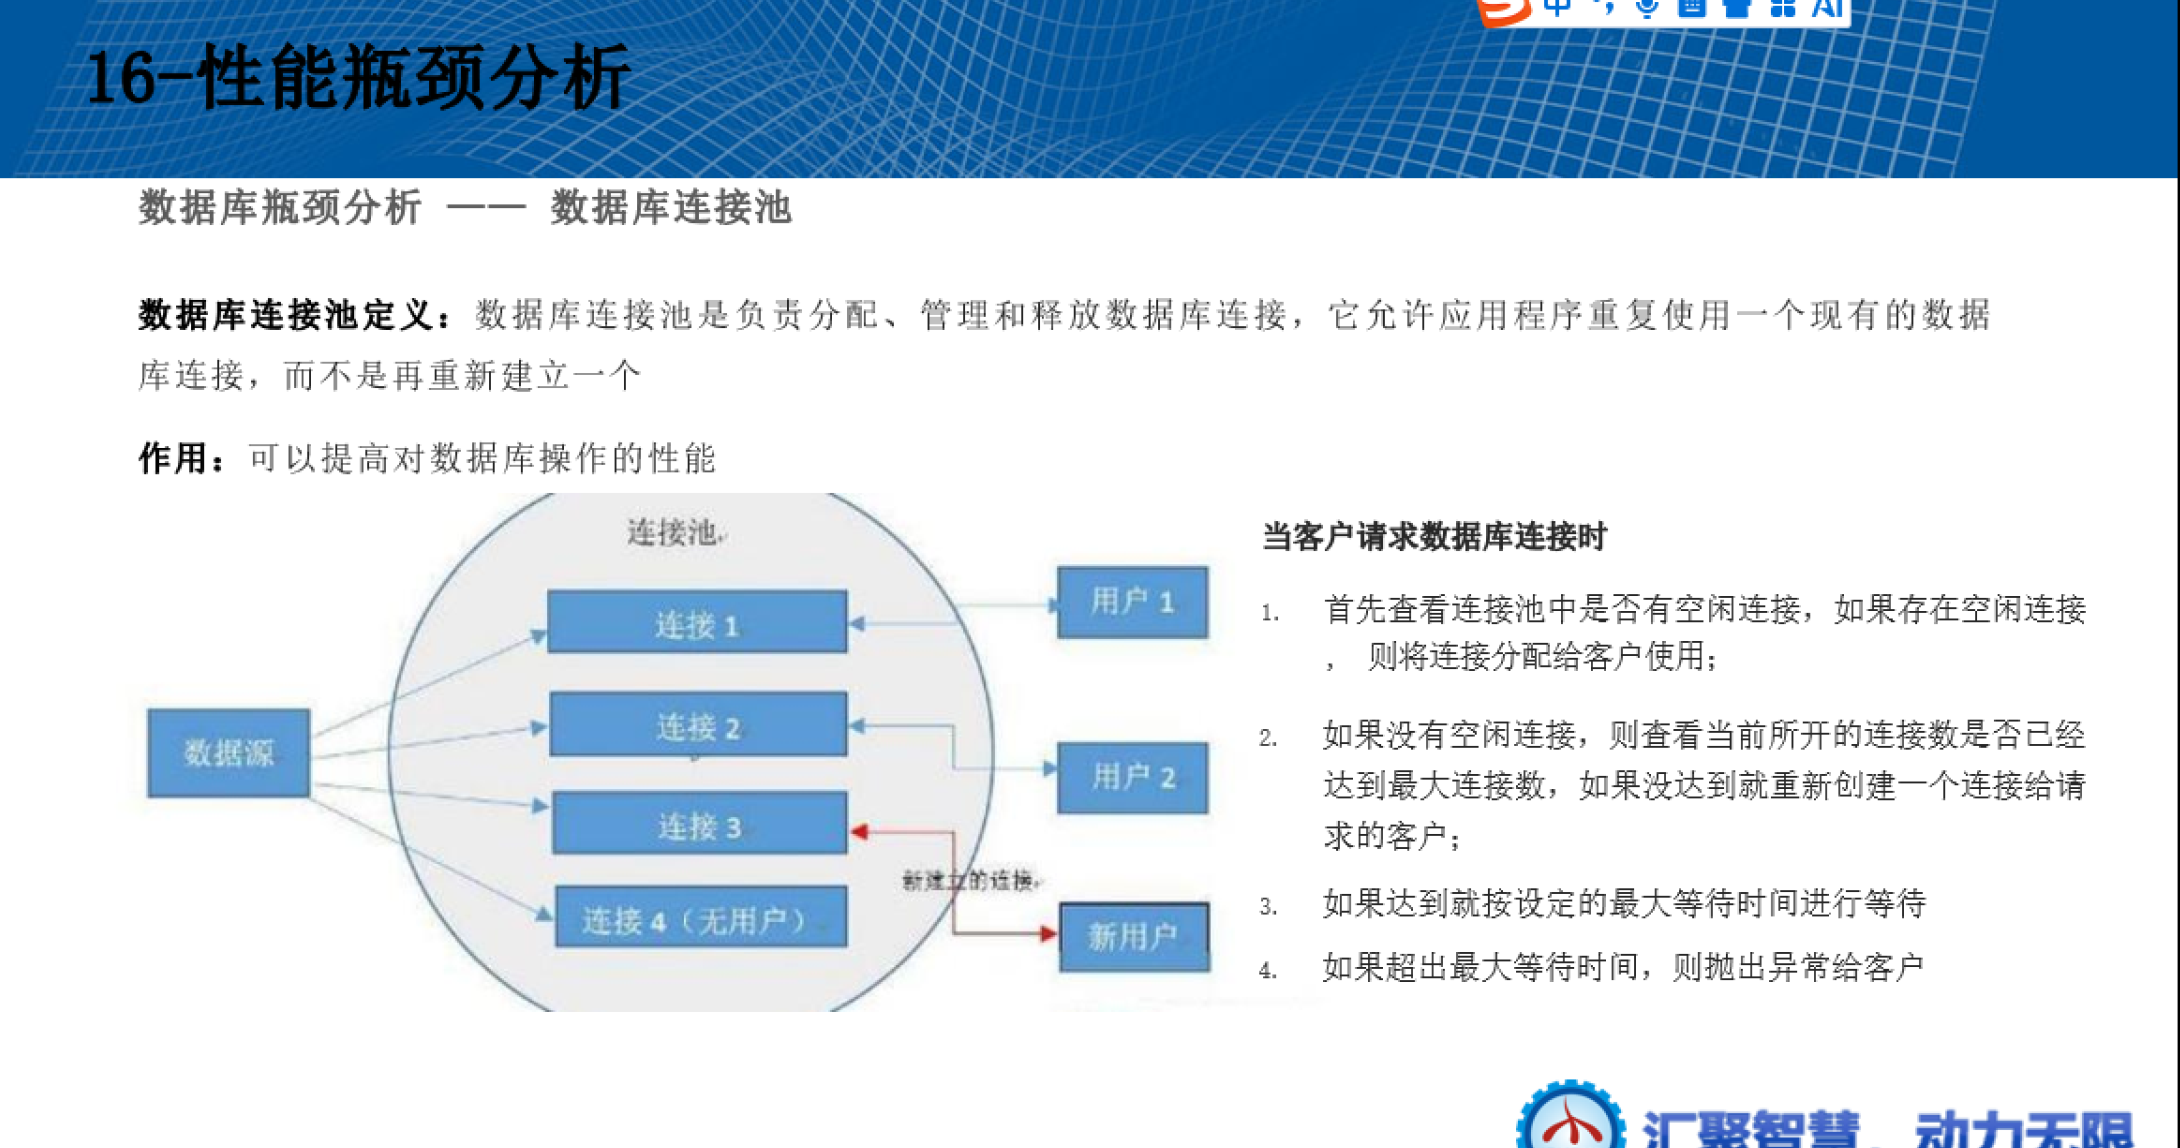 中 AI
16-性能瓶颈分析
数据库瓶颈分析 —— 数据库连接池
数据库连接池定义：数据库连接池是负责分配、管理和释放数据库连接，它允许应用程序重复使用一个现有的数据
库连接，而不是再重新建立一个
作用：可以提高对数据库操作的性能
连接池
数据源
连接 1
连接 2
连接 3
连接 4（无用户）
用户 1
用户 2
新建立的连接
新用户
当客户请求数据库连接时
1. 首先查看连接池中是否有空闲连接，如果存在空闲连接
， 则将连接分配给客户使用；
2. 如果没有空闲连接，则查看当前所开的连接数是否已经
达到最大连接数，如果没达到就重新创建一个连接给请
求的客户；
3. 如果达到就按设定的最大等待时间进行等待
4. 如果超出最大等待时间，则抛出异常给客户
汇聚智慧，动力无限